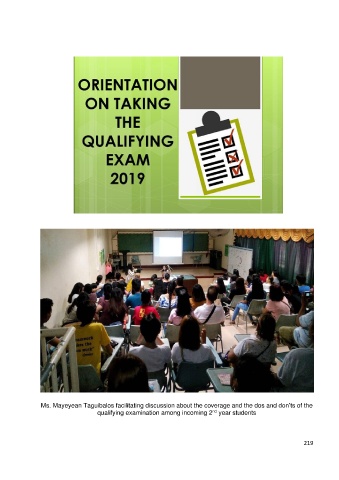 ORIENTATION
ON TAKING
THE
QUALIFYING
EXAM
2019
Ms. Mayeyean Taguibalos facilitating discussion about the coverage and the dos and don'ts of the
qualifying examination among incoming 2nd year students
219